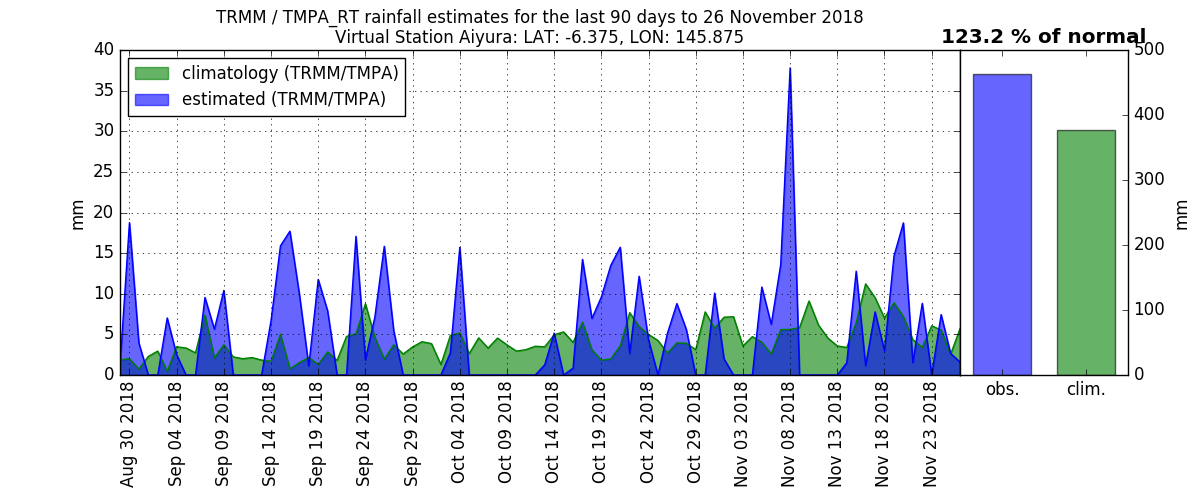 TRMM / TMPA_RT rainfall estimates for the last 90 days to 26 November 2018
Virtual Station Aiyura: LAT: -6.375, LON: 145.875
123.2 % of normal
climatology (TRMM/TMPA)
estimated (TRMM/TMPA)
40
35
30
25
20
15
10
5
0
mm
500
400
300
200
100
0
mm
Aug 30 2018
Sep 04 2018
Sep 09 2018
Sep 14 2018
Sep 19 2018
Sep 24 2018
Sep 29 2018
Oct 04 2018
Oct 09 2018
Oct 14 2018
Oct 19 2018
Oct 24 2018
Oct 29 2018
Nov 03 2018
Nov 08 2018
Nov 13 2018
Nov 18 2018
Nov 23 2018
obs.
clim.